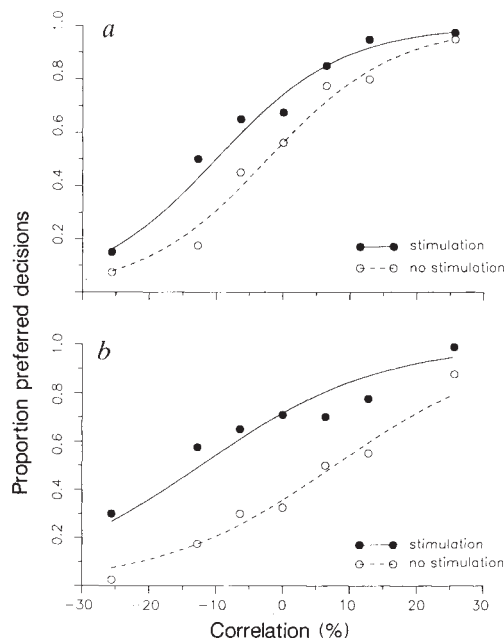 a
1.0
0.8
0.6
0.4
0.2
stimulation
no stimulation
Proportion preferred decisions
b
1.0
0.8
0.6
0.4
0.2
stimulation
no stimulation
-30 -20 -10 0 10 20 30
Correlation (%)